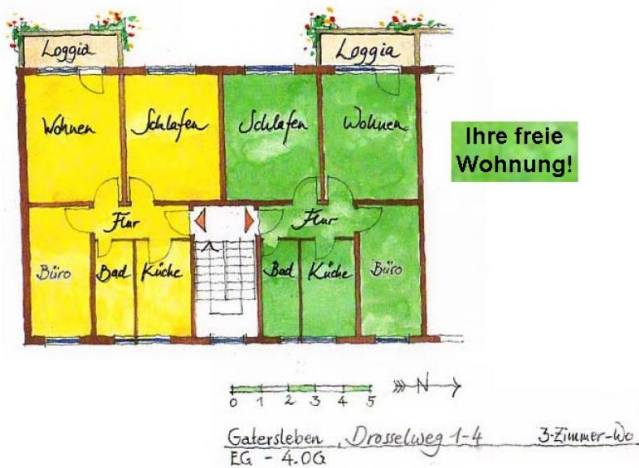 Loggia
Loggia
Wohnen
Schlafen
Schlafen
Wohnen
Ihre freie
Wohnung!
Flur
Flur
Büro
Bad
Küche
Bad
Küche
Büro
0 1 2 3 4 5
N
Gatersleben, Drosselweg 1-4 3-Zimmer-Wo
EG - 4.OG